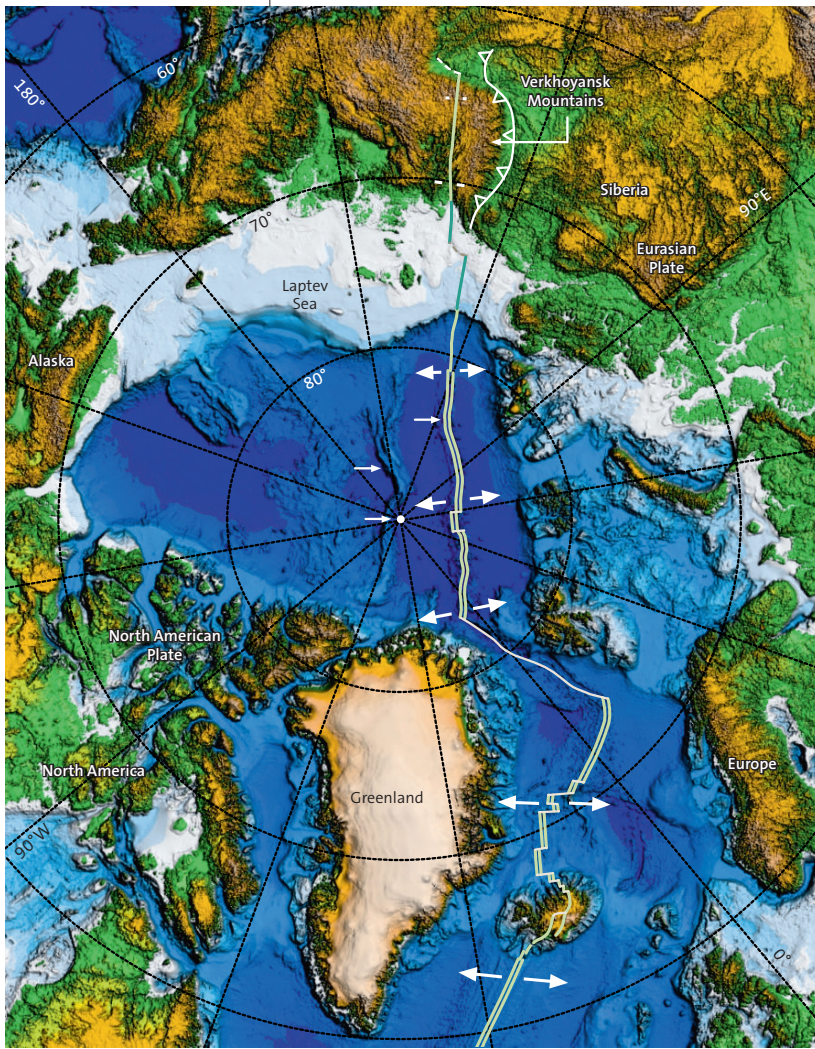 60°
180°
Verkhoyansk
Mountains
Siberia
90°E
70°
Eurasian
Plate
Laptev
Sea
Alaska
80°
North American
Plate
North America
Europe
Greenland
90°W
0°